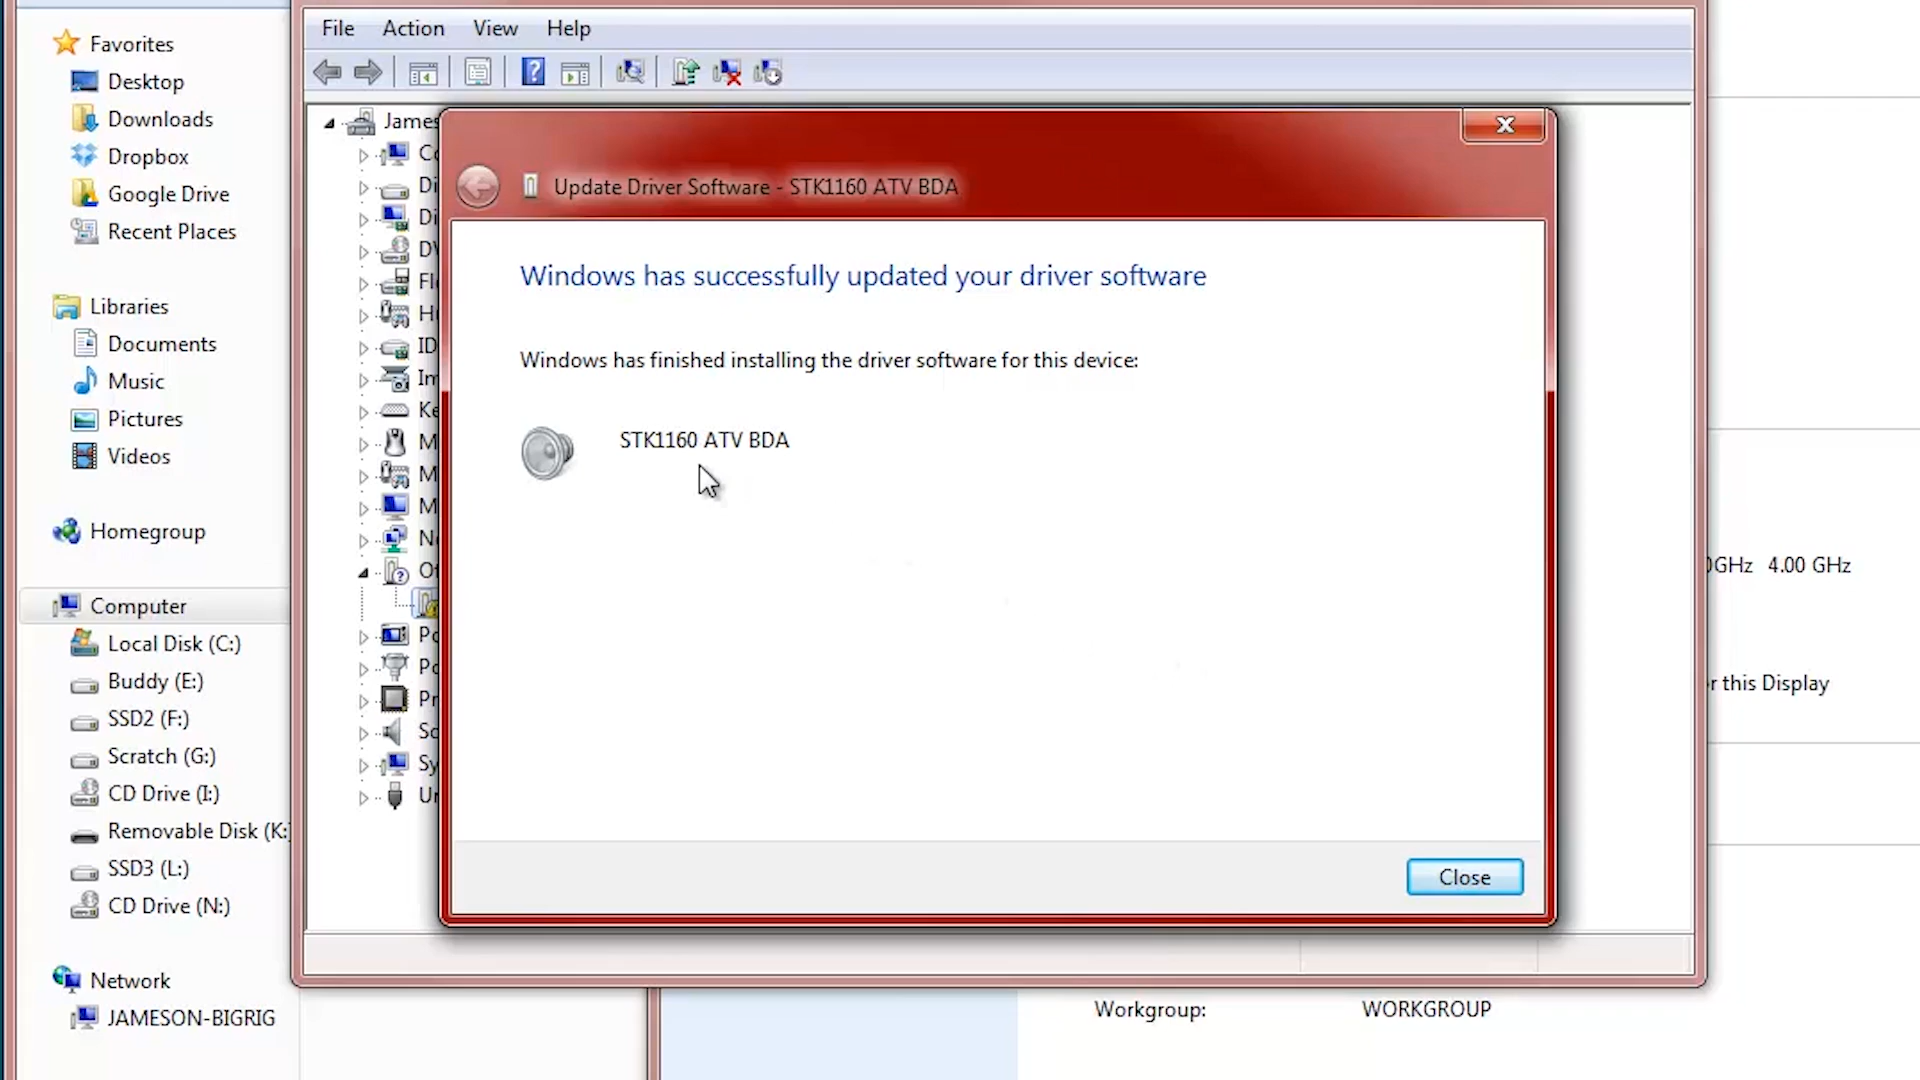 File Action View Help
Favorites
Desktop
Downloads
Dropbox
Google Drive
Recent Places
Libraries
Documents
Music
Pictures
Videos
Homegroup
Computer
Local Disk (C:)
Buddy (E:)
SSD2 (F:)
Scratch (G:)
CD Drive (I:)
Removable Disk (K:)
SSD3 (L:)
CD Drive (N:)
Network
JAMESON-BIGRIG
James
Update Driver Software - STK1160 ATV BDA
Windows has successfully updated your driver software
Windows has finished installing the driver software for this device:
STK1160 ATV BDA
Close
GHz 4.00 GHz
this Display
Workgroup: WORKGROUP